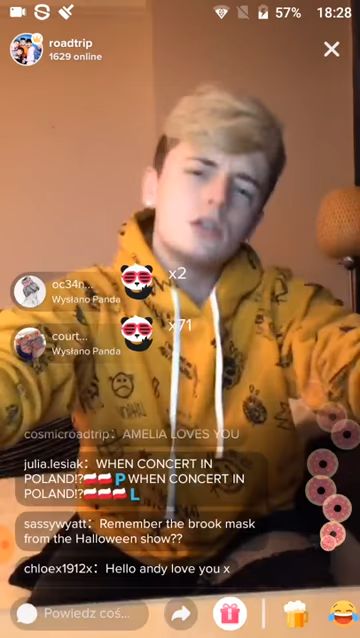 57% 18:28
roadtrip
1629 online
oc34n...
x2
Wysłano Panda
court...
x71
Wysłano Panda
cosmicroadtrip: AMELIA LOVES YOU
julia.lesiak: WHEN CONCERT IN
POLAND!? P WHEN CONCERT IN
POLAND!? L
sassywyatt: Remember the brook mask
from the Halloween show??
chloex1912x: Hello andy love you x
Powiedz coś...